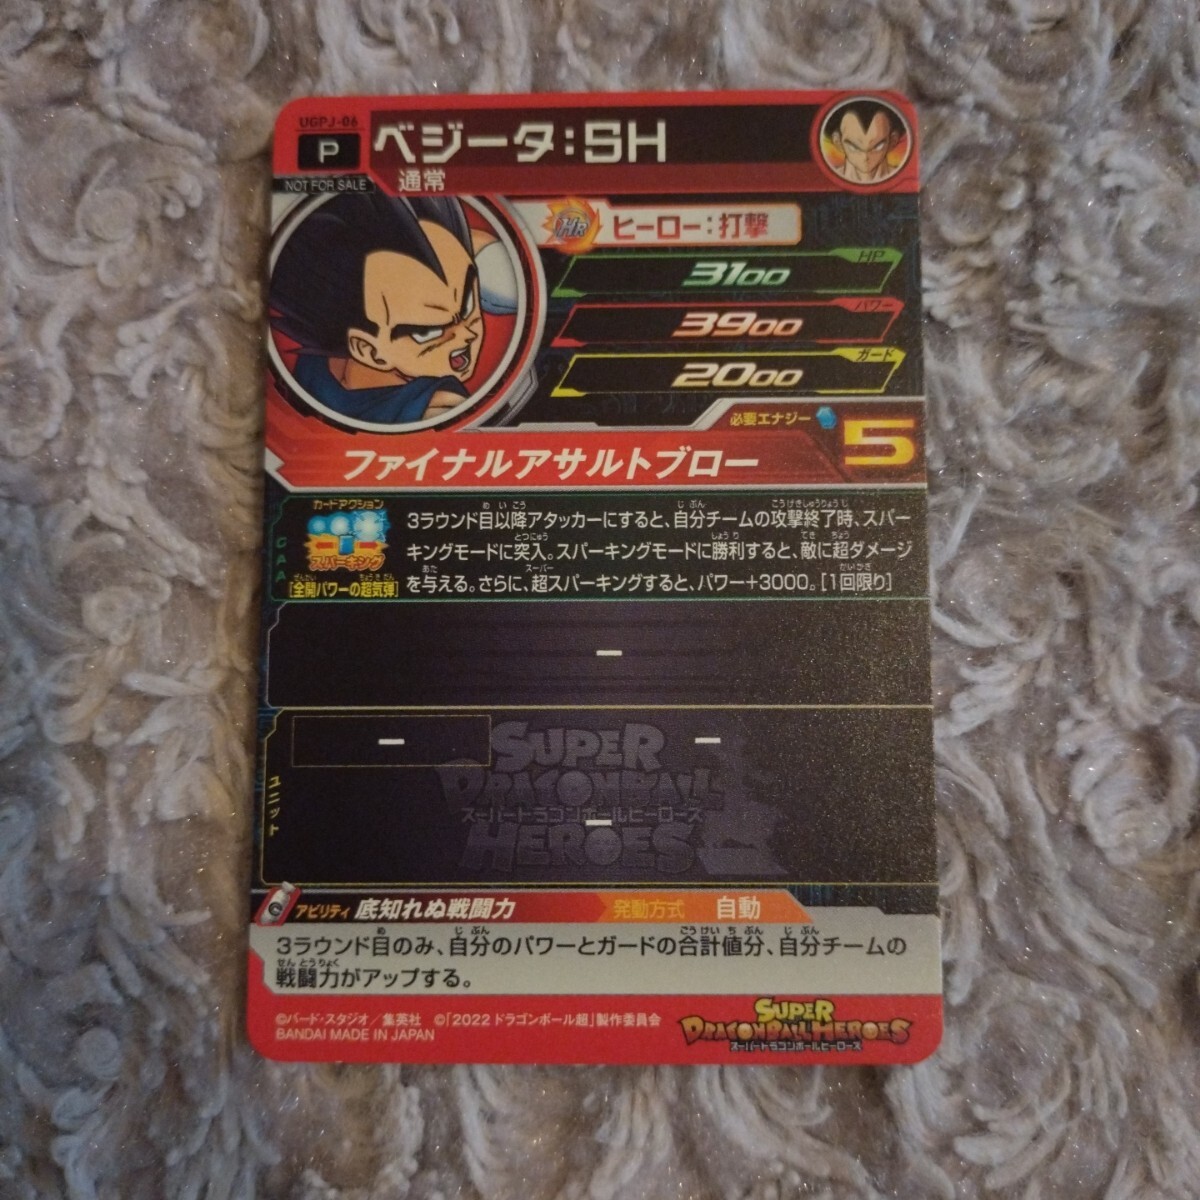 UGPJ-06
P
NOT FOR SALE
ベジータ:SH
通常
HR ヒーロー:打撃
HP
3100
パワー
3900
ガード
2000
必要エナジー 5
ファイナルアサルトブロー
CAA
カードアクション
スパーキング
[全開パワーの超気弾]
3ラウンド目以降アタッカーにすると、自分チームの攻撃終了時、スパー
キングモードに突入。スパーキングモードに勝利すると、敵に超ダメージ
を与える。さらに、超スパーキングすると、パワー+3000。[1回限り]
ー
ユニット
ー ー
ー
SUPER
DRAGONBALL
スーパードラゴンボールヒーローズ
HEROES
アビリティ 底知れぬ戦闘力 発動方式 自動
3ラウンド目のみ、自分のパワーとガードの合計値分、自分チームの
戦闘力がアップする。
©バード・スタジオ/集英社 ©「2022 ドラゴンボール超」製作委員会
BANDAI MADE IN JAPAN
SUPER
DRAGONBALL HEROES
スーパードラゴンボールヒーローズ